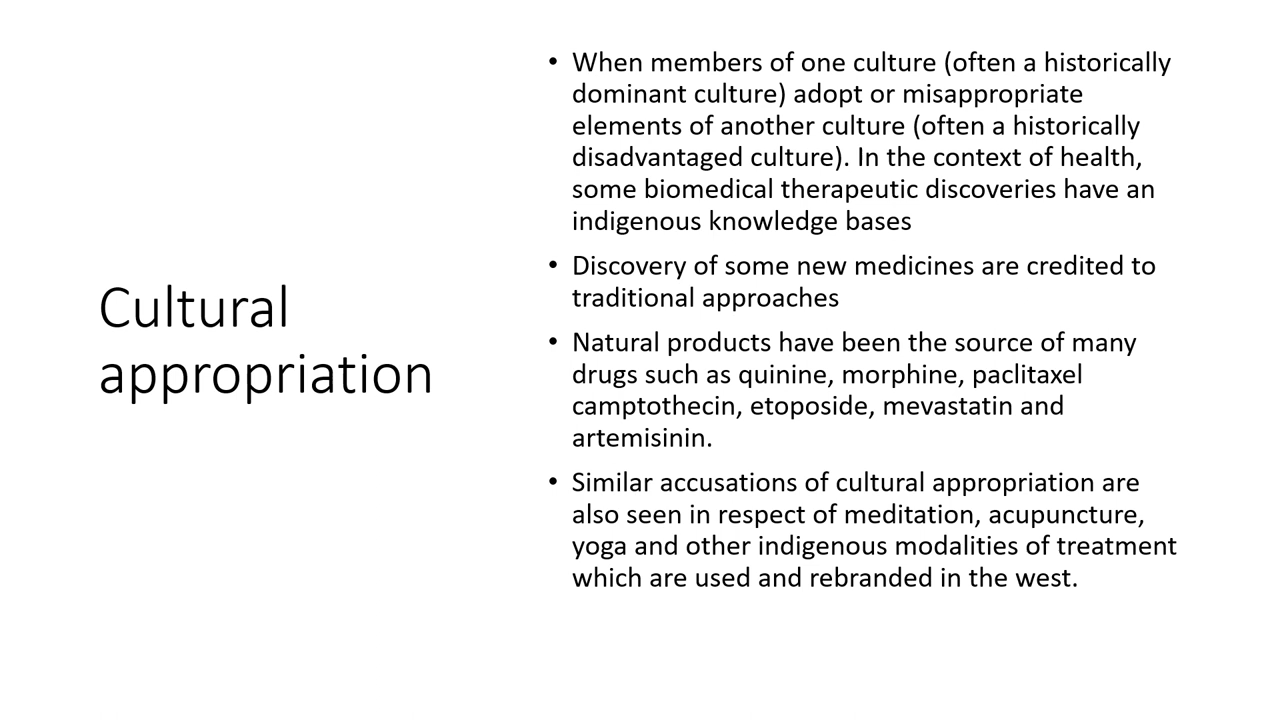 Cultural
appropriation
• When members of one culture (often a historically
dominant culture) adopt or misappropriate
elements of another culture (often a historically
disadvantaged culture). In the context of health,
some biomedical therapeutic discoveries have an
indigenous knowledge bases
• Discovery of some new medicines are credited to
traditional approaches
• Natural products have been the source of many
drugs such as quinine, morphine, paclitaxel
camptothecin, etoposide, mevastatin and
artemisinin.
• Similar accusations of cultural appropriation are
also seen in respect of meditation, acupuncture,
yoga and other indigenous modalities of treatment
which are used and rebranded in the west.